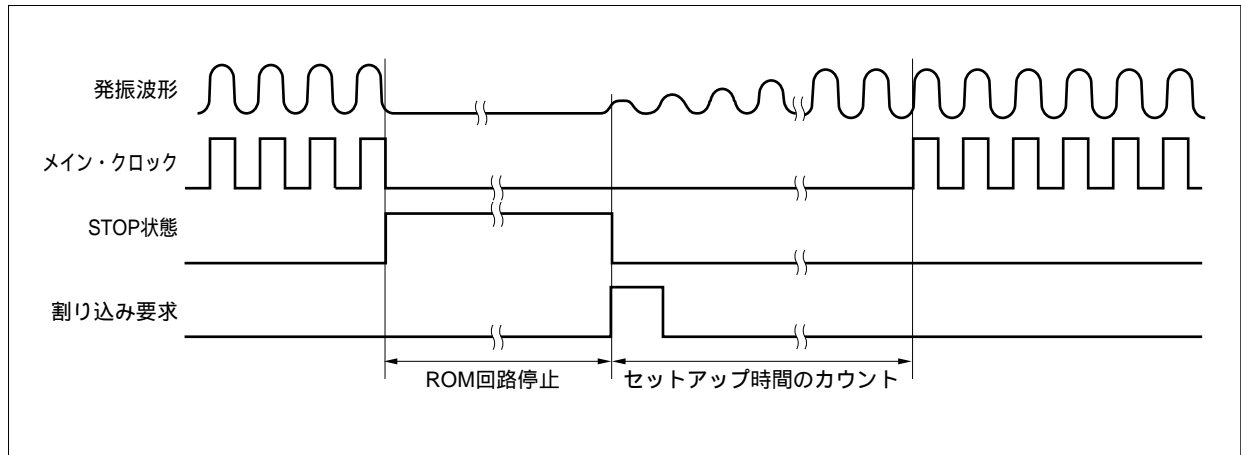 発振波形
メイン・クロック
STOP状態
割り込み要求
ROM回路停止
セットアップ時間のカウント